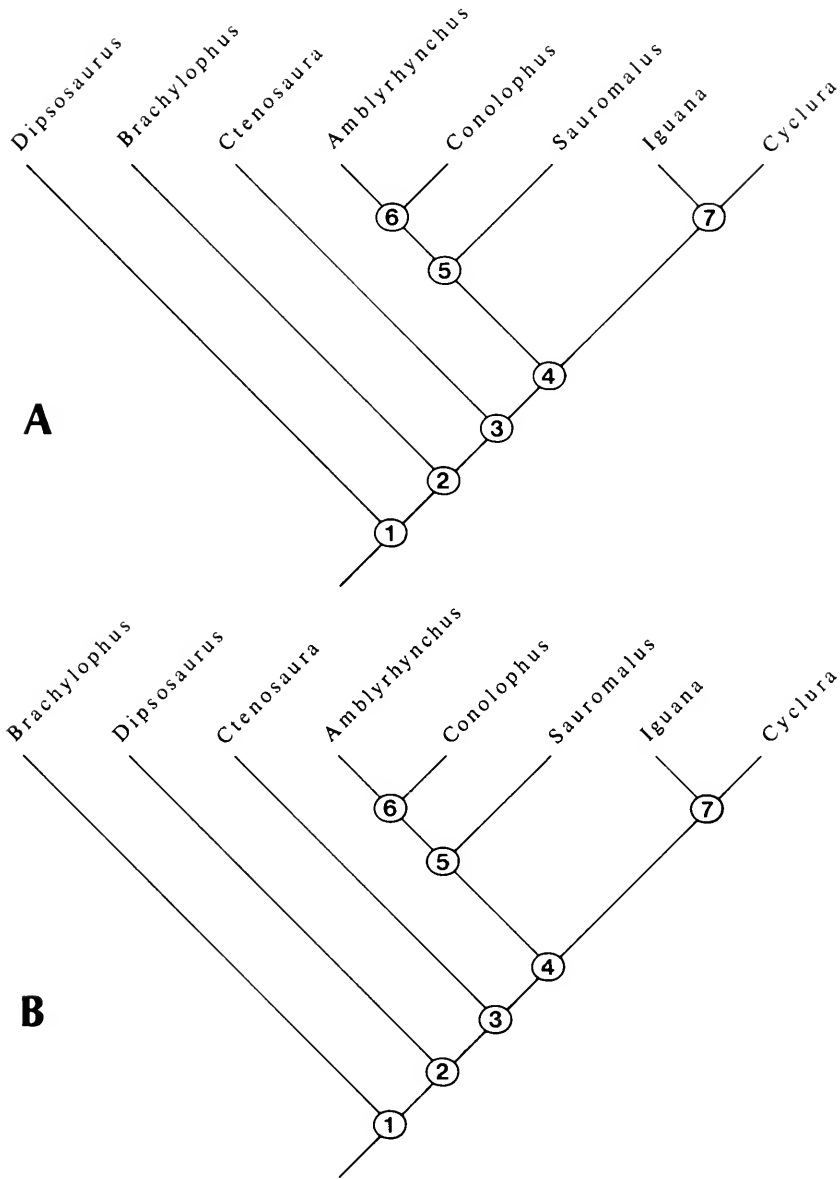 Dipsosaurus
Brachylophus
Ctenosaura
Amblyrhynchus
Conolophus
Sauromalus
Iguana
Cyclura
6
7
5
4
A
3
2
1
Brachylophus
Dipsosaurus
Ctenosaura
Amblyrhynchus
Conolophus
Sauromalus
Iguana
Cyclura
6
7
5
4
B
3
2
1